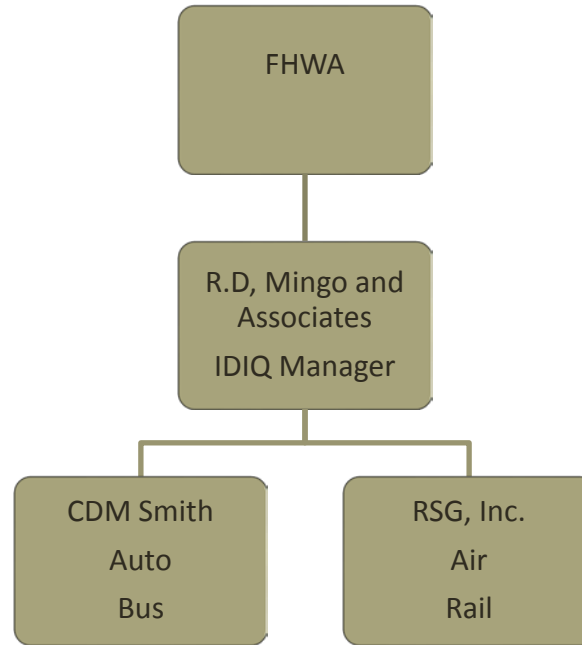 FHWA
R.D, Mingo and
Associates
IDIQ Manager
CDM Smith
Auto
Bus
RSG, Inc.
Air
Rail